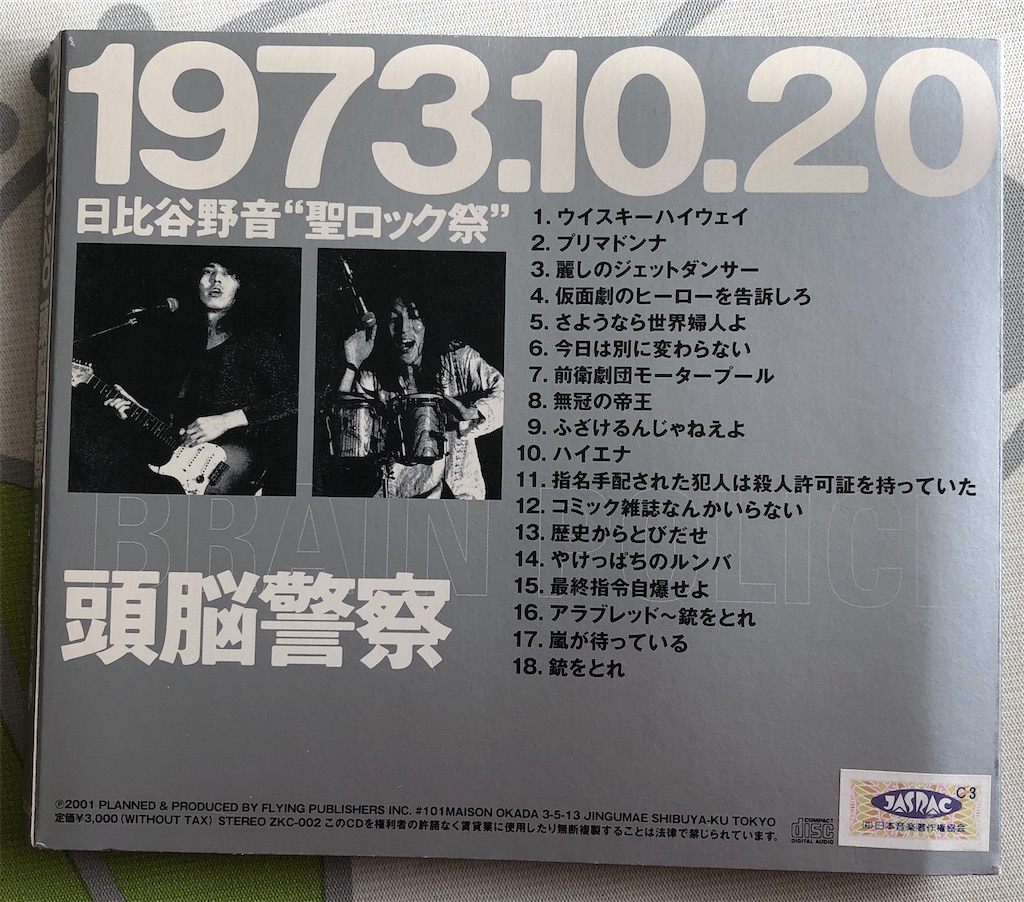 1973.10.20
日比谷野音“聖ロック祭”
1. ウイスキーハイウェイ
2. プリマドンナ
3. 麗しのジェットダンサー
4. 仮面劇のヒーローを告訴しろ
5. さようなら世界婦人よ
6. 今日は別に変わらない
7. 前衛劇団モータープール
8. 無冠の帝王
9. ふざけるんじゃねえよ
10. ハイエナ
11. 指名手配された犯人は殺人許可証を持っていた
12. コミック雑誌なんかいらない
13. 歴史からとびだせ
14. やけっぱちのルンバ
15. 最終指令自爆せよ
16. アラブレッド〜銃をとれ
17. 嵐が待っている
18. 銃をとれ
BRAIN POLICE
頭脳警察
℗2001 PLANNED & PRODUCED BY FLYING PUBLISHERS INC. #101MAISON OKADA 3-5-13 JINGUMAE SHIBUYA-KU TOKYO
定価¥3,000 (WITHOUT TAX) STEREO ZKC-002 このCDを権利者の許諾なく賃貸業に使用したり無断複製することは法律で禁じられています。
COMPACT
disc
DIGITAL AUDIO
C3
JASRAC
(社)日本音楽著作権協会